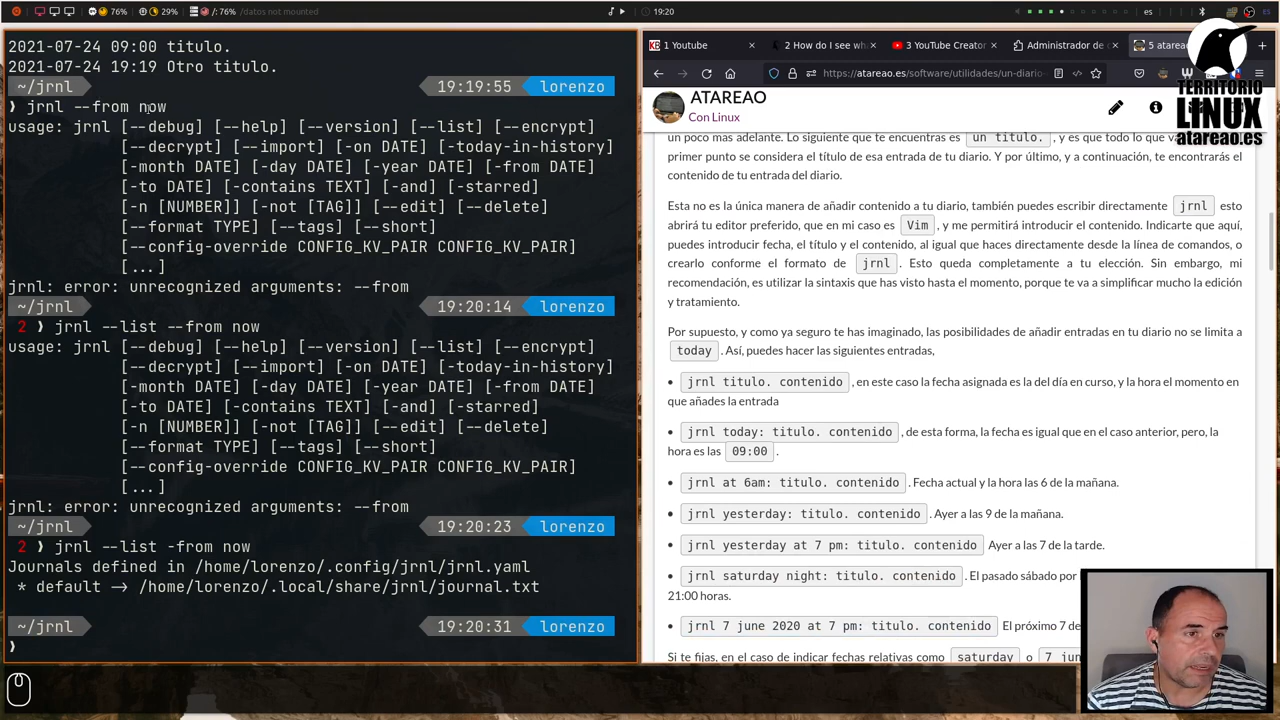 76% 29% /: 76% /datos not mounted
19:20
es
ES
2021-07-24 09:00 titulo.
2021-07-24 19:19 Otro titulo.
~/jrnl 19:19:55 lorenzo
❯ jrnl --from now
usage: jrnl [--debug] [--help] [--version] [--list] [--encrypt]
[--decrypt] [--import] [-on DATE] [-today-in-history]
[-month DATE] [-day DATE] [-year DATE] [-from DATE]
[-to DATE] [-contains TEXT] [-and] [-starred]
[-n [NUMBER]] [-not [TAG]] [--edit] [--delete]
[--format TYPE] [--tags] [--short]
[--config-override CONFIG_KV_PAIR CONFIG_KV_PAIR]
[...]
jrnl: error: unrecognized arguments: --from
~/jrnl 19:20:14 lorenzo
2 ❯ jrnl --list --from now
usage: jrnl [--debug] [--help] [--version] [--list] [--encrypt]
[--decrypt] [--import] [-on DATE] [-today-in-history]
[-month DATE] [-day DATE] [-year DATE] [-from DATE]
[-to DATE] [-contains TEXT] [-and] [-starred]
[-n [NUMBER]] [-not [TAG]] [--edit] [--delete]
[--format TYPE] [--tags] [--short]
[--config-override CONFIG_KV_PAIR CONFIG_KV_PAIR]
[...]
jrnl: error: unrecognized arguments: --from
~/jrnl 19:20:23 lorenzo
2 ❯ jrnl --list -from now
Journals defined in /home/lorenzo/.config/jrnl/jrnl.yaml
* default → /home/lorenzo/.local/share/jrnl/journal.txt
~/jrnl 19:20:31 lorenzo
❯
1 Youtube
2 How do I see wh
3 YouTube Creator
Administrador de
5 atarea
https://atareao.es/software/utilidades/un-diario-
TERRITORIO
LINUX
atareao.es
ATAREAO
Con Linux
un poco mas adelante. Lo siguiente que te encuentras es un titulo. , y es que todo lo que va
primer punto se considera el título de esa entrada de tu diario. Y por último, y a continuación, te encontrarás el
contenido de tu entrada del diario.
Esta no es la única manera de añadir contenido a tu diario, también puedes escribir directamente jrnl esto
abrirá tu editor preferido, que en mi caso es Vim , y me permitirá introducir el contenido. Indicarte que aquí,
puedes introducir fecha, el título y el contenido, al igual que haces directamente desde la línea de comandos, o
crearlo conforme el formato de jrnl . Esto queda completamente a tu elección. Sin embargo, mi
recomendación, es utilizar la sintaxis que has visto hasta el momento, porque te va a simplificar mucho la edición
y tratamiento.
Por supuesto, y como ya seguro te has imaginado, las posibilidades de añadir entradas en tu diario no se limita a
today . Así, puedes hacer las siguientes entradas,
• jrnl titulo. contenido , en este caso la fecha asignada es la del día en curso, y la hora el momento en
que añades la entrada
• jrnl today: titulo. contenido , de esta forma, la fecha es igual que en el caso anterior, pero, la
hora es las 09:00 .
• jrnl at 6am: titulo. contenido . Fecha actual y la hora las 6 de la mañana.
• jrnl yesterday: titulo. contenido . Ayer a las 9 de la mañana.
• jrnl yesterday at 7 pm: titulo. contenido Ayer a las 7 de la tarde.
• jrnl saturday night: titulo. contenido . El pasado sábado por
21:00 horas.
• jrnl 7 june 2020 at 7 pm: titulo. contenido El próximo 7 de
Si te fijas, en el caso de indicar fechas relativas como saturday o 7 jun